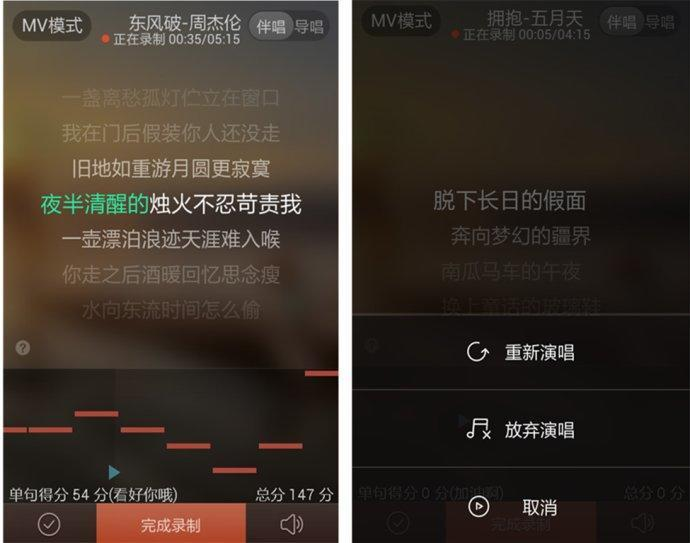 MV模式
东风破-周杰伦
伴唱
导唱
正在录制 00:35/05:15
一盏离愁孤灯伫立在窗口
我在门后假装你人还没走
旧地如重游月圆更寂寞
夜半清醒的烛火不忍苛责我
一壶漂泊浪迹天涯难入喉
你走之后酒暖回忆思念瘦
水向东流时间怎么偷
?
单句得分 54 分(看好你哦)
总分 147 分
完成录制
MV模式
拥抱-五月天
伴唱
导唱
正在录制 00:05/04:15
脱下长日的假面
奔向梦幻的疆界
南瓜马车的午夜
换上童话的玻璃鞋
?
重新演唱
放弃演唱
单句得分 0 分(加油啊)
总分 0 分
取消
完成录制